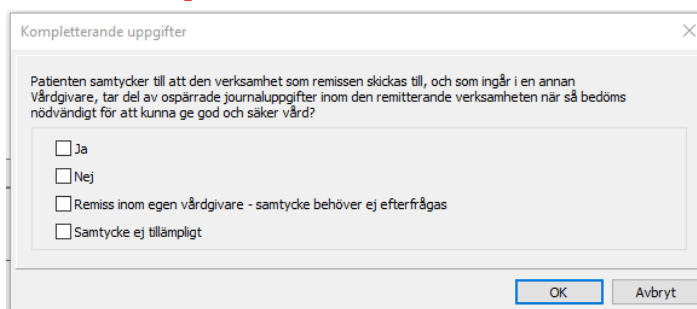 Kompletterande uppgifter
Patienten samtycker till att den verksamhet som remissen skickas till, och som ingår i en annan
Vårdgivare, tar del av ospärrade journaluppgifter inom den remitterande verksamheten när så bedöms
nödvändigt för att kunna ge god och säker vård?
Ja
Nej
Remiss inom egen vårdgivare - samtycke behöver ej efterfrågas
Samtycke ej tillämpligt
OK Avbryt